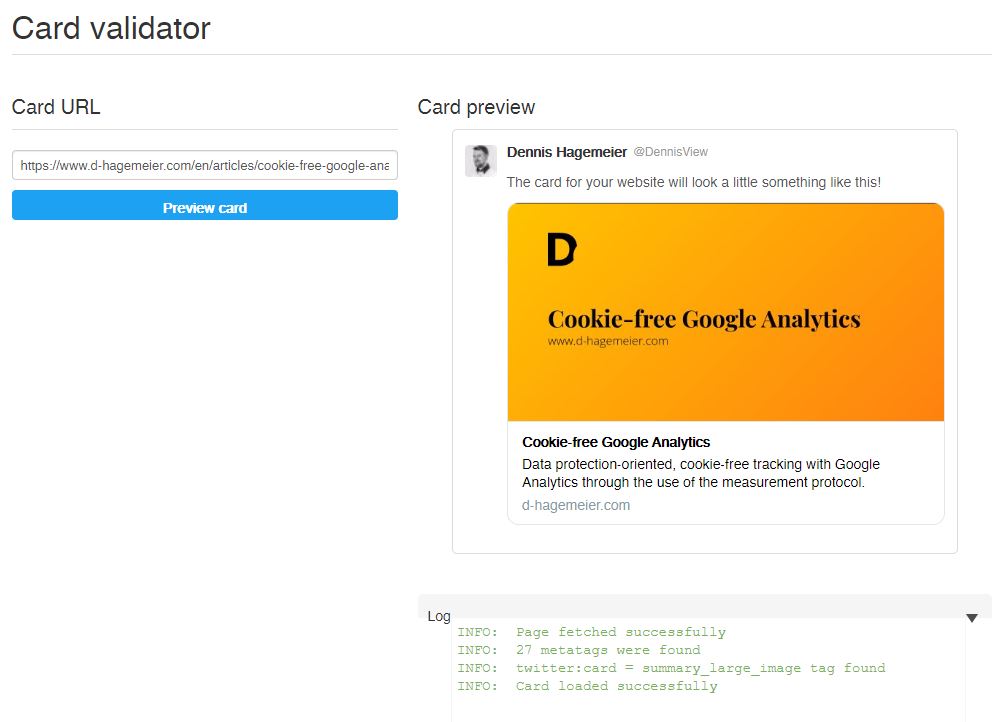 Card validator
Card URL
https://www.d-hagemeier.com/en/articles/cookie-free-google-ana
Preview card
Card preview
Dennis Hagemeier @DennisView
The card for your website will look a little something like this!
D
Cookie-free Google Analytics
www.d-hagemeier.com
Cookie-free Google Analytics
Data protection-oriented, cookie-free tracking with Google
Analytics through the use of the measurement protocol.
d-hagemeier.com
Log
INFO: Page fetched successfully
INFO: 27 metatags were found
INFO: twitter:card = summary_large_image tag found
INFO: Card loaded successfully